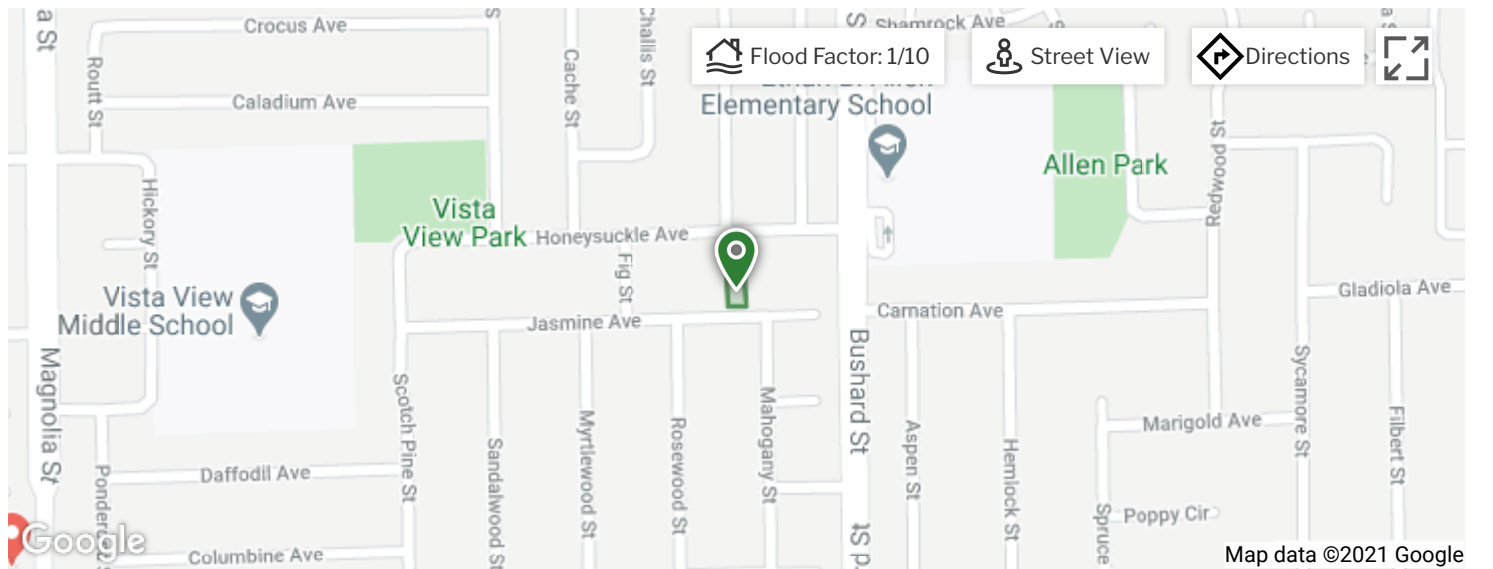 a St
Crocus Ave
S
Challis St
S
Shamrock Ave
Flood Factor: 1/10
Street View
Directions
Routt St
Caladium Ave
Cache St
Elementary School
Allen Park
Redwood St
Hickory St
Vista
View Park
Honeysuckle Ave
Fig St
Vista View
Middle School
Jasmine Ave
Carnation Ave
Gladiola Ave
Magnolia St
Scotch Pine St
Sandalwood St
Myrtlewood St
Rosewood St
Mahogany St
Bushard St
Aspen St
Hemlock St
Marigold Ave
Sycamore St
Filbert St
Daffodil Ave
Poppy Cir
Spruce
d St
Columbine Ave
Google
Map data ©2021 Google